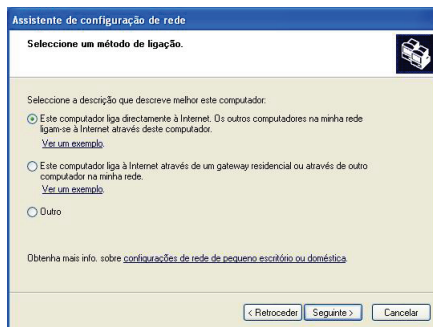 Assistente de configuração de rede
Seleccione um método de ligação.
Seleccione a descrição que descreve melhor este computador:
Este computador liga directamente à Internet. Os outros computadores na minha rede
ligam-se à Internet através deste computador.
Ver um exemplo.
Este computador liga à Internet através de um gateway residencial ou através de outro
computador na minha rede.
Ver um exemplo.
Outro
Obtenha mais info. sobre configurações de rede de pequeno escritório ou doméstica.
< Retroceder Seguinte > Cancelar